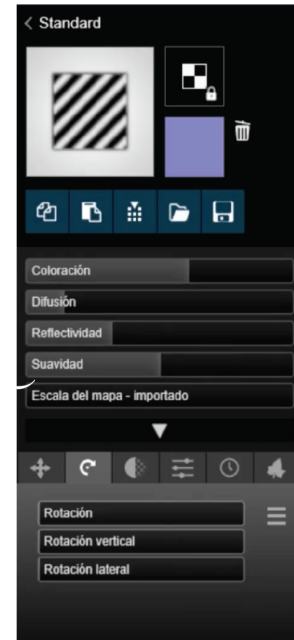 Standard
Coloración
Difusión
Reflectividad
Suavidad
Escala del mapa - importado
Rotación
Rotación vertical
Rotación lateral